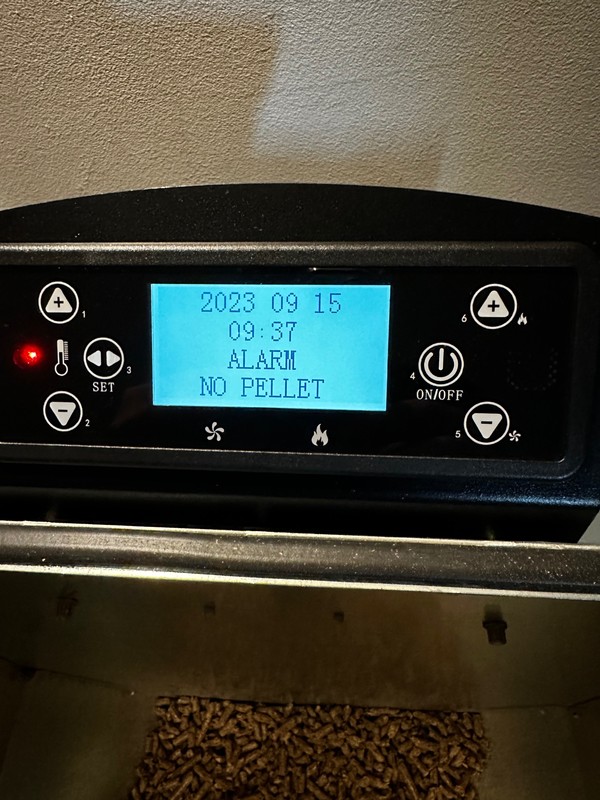 2023 09 15
09:37
ALARM
NO PELLET
1
3
SET
2
6
4
ON/OFF
5